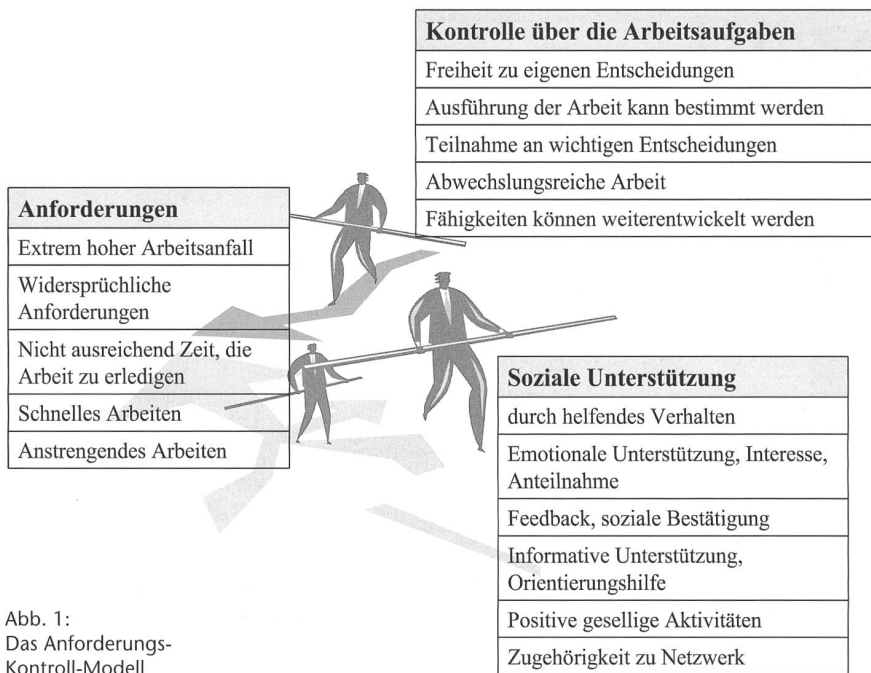 Kontrolle über die Arbeitsaufgaben
Freiheit zu eigenen Entscheidungen
Ausführung der Arbeit kann bestimmt werden
Teilnahme an wichtigen Entscheidungen
Abwechslungsreiche Arbeit
Fähigkeiten können weiterentwickelt werden
Anforderungen
Extrem hoher Arbeitsanfall
Widersprüchliche
Anforderungen
Nicht ausreichend Zeit, die
Arbeit zu erledigen
Schnelles Arbeiten
Anstrengendes Arbeiten
Soziale Unterstützung
durch helfendes Verhalten
Emotionale Unterstützung, Interesse,
Anteilnahme
Feedback, soziale Bestätigung
Informative Unterstützung,
Orientierungshilfe
Positive gesellige Aktivitäten
Zugehörigkeit zu Netzwerk
Abb. 1:
Das Anforderungs-
Kontroll-Modell